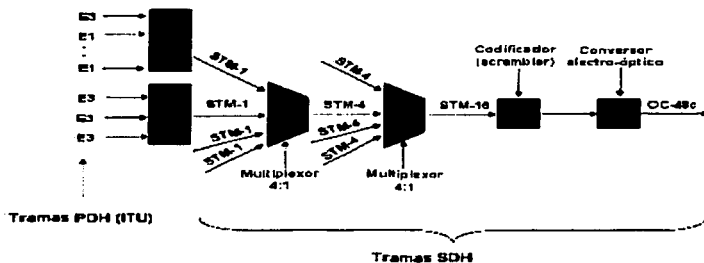 E3
E1
E1
E3
E3
E3
STM-1
STM-1
STM-1
STM-1
Multiplexor
4:1
STM-4
STM-4
STM-4
STM-4
Multiplexor
4:1
STM-16
Codificador
(scrambler)
Conversor
electro-óptico
OC-48c
Tramas PDH (ITU)
Tramas SDH